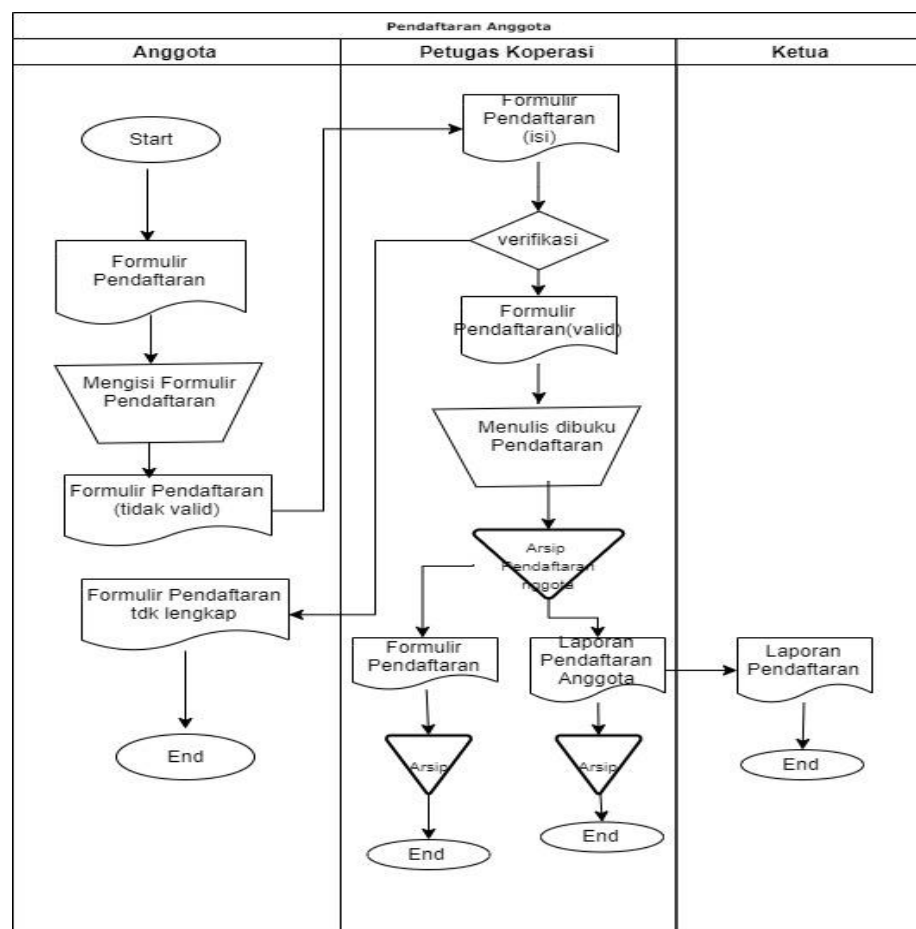 Pendaftaran Anggota
Anggota
Petugas Koperasi
Ketua
Start
Formulir
Pendaftaran
Mengisi Formulir
Pendaftaran
Formulir Pendaftaran
(tidak valid)
Formulir Pendaftaran
tdk lengkap
End
Formulir
Pendaftaran
(isi)
verifikasi
Formulir
Pendaftaran(valid)
Menulis dibuku
Pendaftaran
Arsip
Pendaftaran
nggota
Formulir
Pendaftaran
Arsip
End
Laporan
Pendaftaran
Anggota
Arsip
End
Laporan
Pendaftaran
End